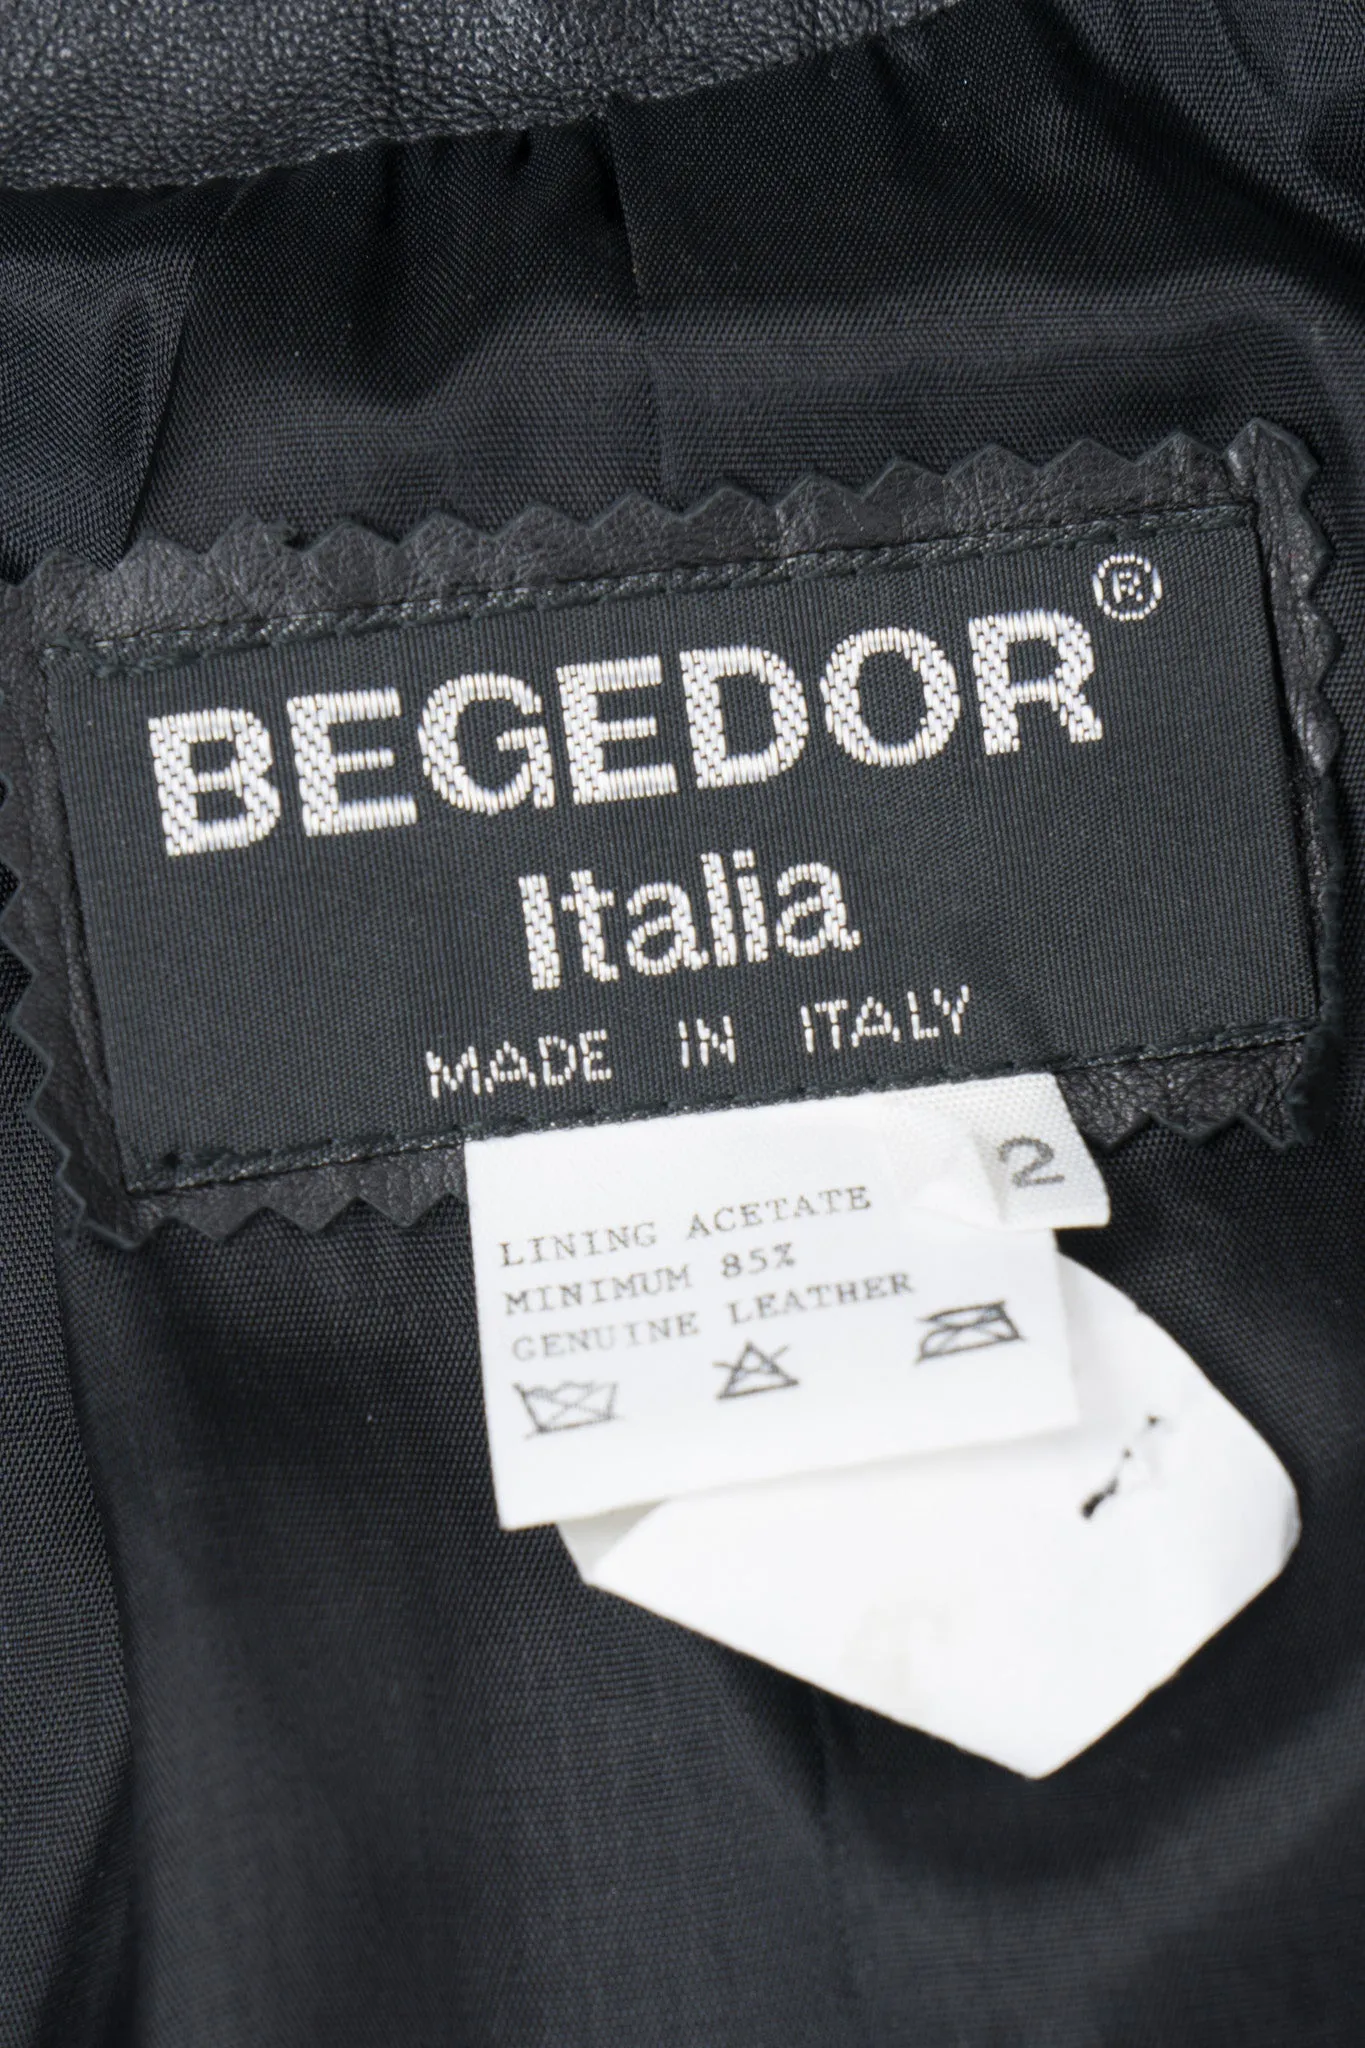 BEGEDOR®
Italia
MADE IN ITALY
2
LINING ACETATE
MINIMUM 85%
GENUINE LEATHER